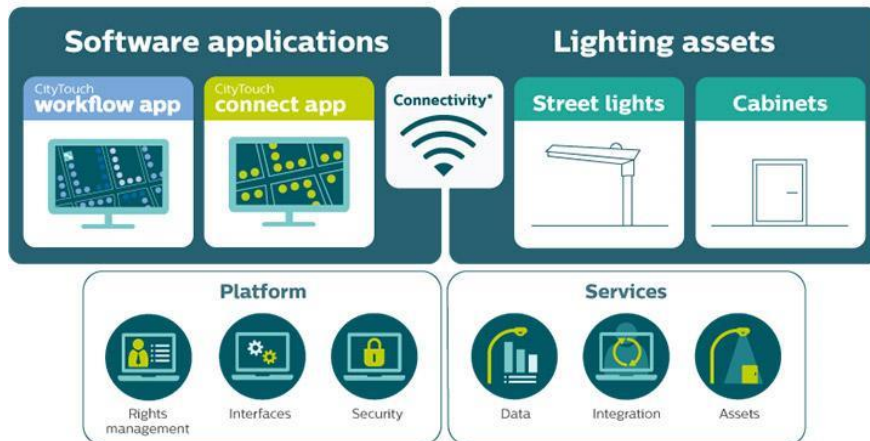 Software applications
Lighting assets
CityTouch
workflow app
CityTouch
connect app
Connectivity*
Street lights
Cabinets
Platform
Services
Rights
management
Interfaces
Security
Data
Integration
Assets